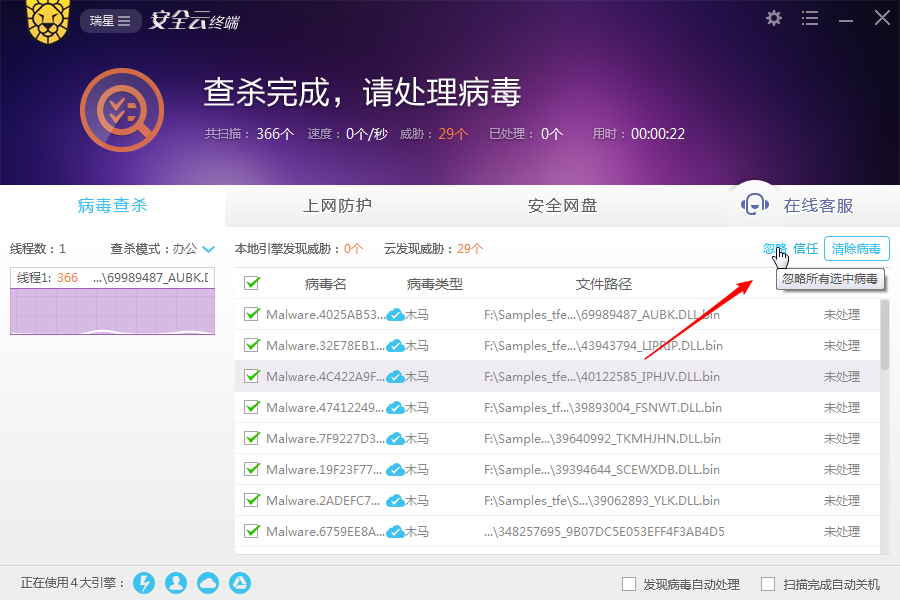 瑞星 安全云终端
查杀完成，请处理病毒
共扫描： 366个 速度： 0个/秒 威胁： 29个 已处理： 0个 用时： 00:00:22
病毒查杀 上网防护 安全网盘 在线客服
线程数：1 查杀模式：办公 本地引擎发现威胁：0个 云发现威胁：29个 忽略 信任 清除病毒
线程1: 366 ...\69989487_AUBK.[
忽略所有选中病毒
病毒名 病毒类型 文件路径
Malware.4025AB53... 木马 F:\Samples_tfe...\69989487_AUBK.DLL.bin 未处理
Malware.32E78EB1... 木马 F:\Samples_tfe...\43943794_LIPRIP.DLL.bin 未处理
Malware.4C422A9F... 木马 F:\Samples_tfe...\40122585_IPHJV.DLL.bin 未处理
Malware.47412249... 木马 F:\Samples_tf...\39893004_FSNWT.DLL.bin 未处理
Malware.7F9227D3... 木马 F:\Samples...\39640992_TKMHJHN.DLL.bin 未处理
Malware.19F23F77... 木马 F:\Sample...\39394644_SCEWXDB.DLL.bin 未处理
Malware.2ADEFC7... 木马 F:\Samples_tfe\S...\39062893_YLK.DLL.bin 未处理
Malware.6759EE8A... 木马 ...\348257695_9B07DC5E053EFF4F3AB4D5 未处理
正在使用4大引擎： 发现病毒自动处理 扫描完成自动关机